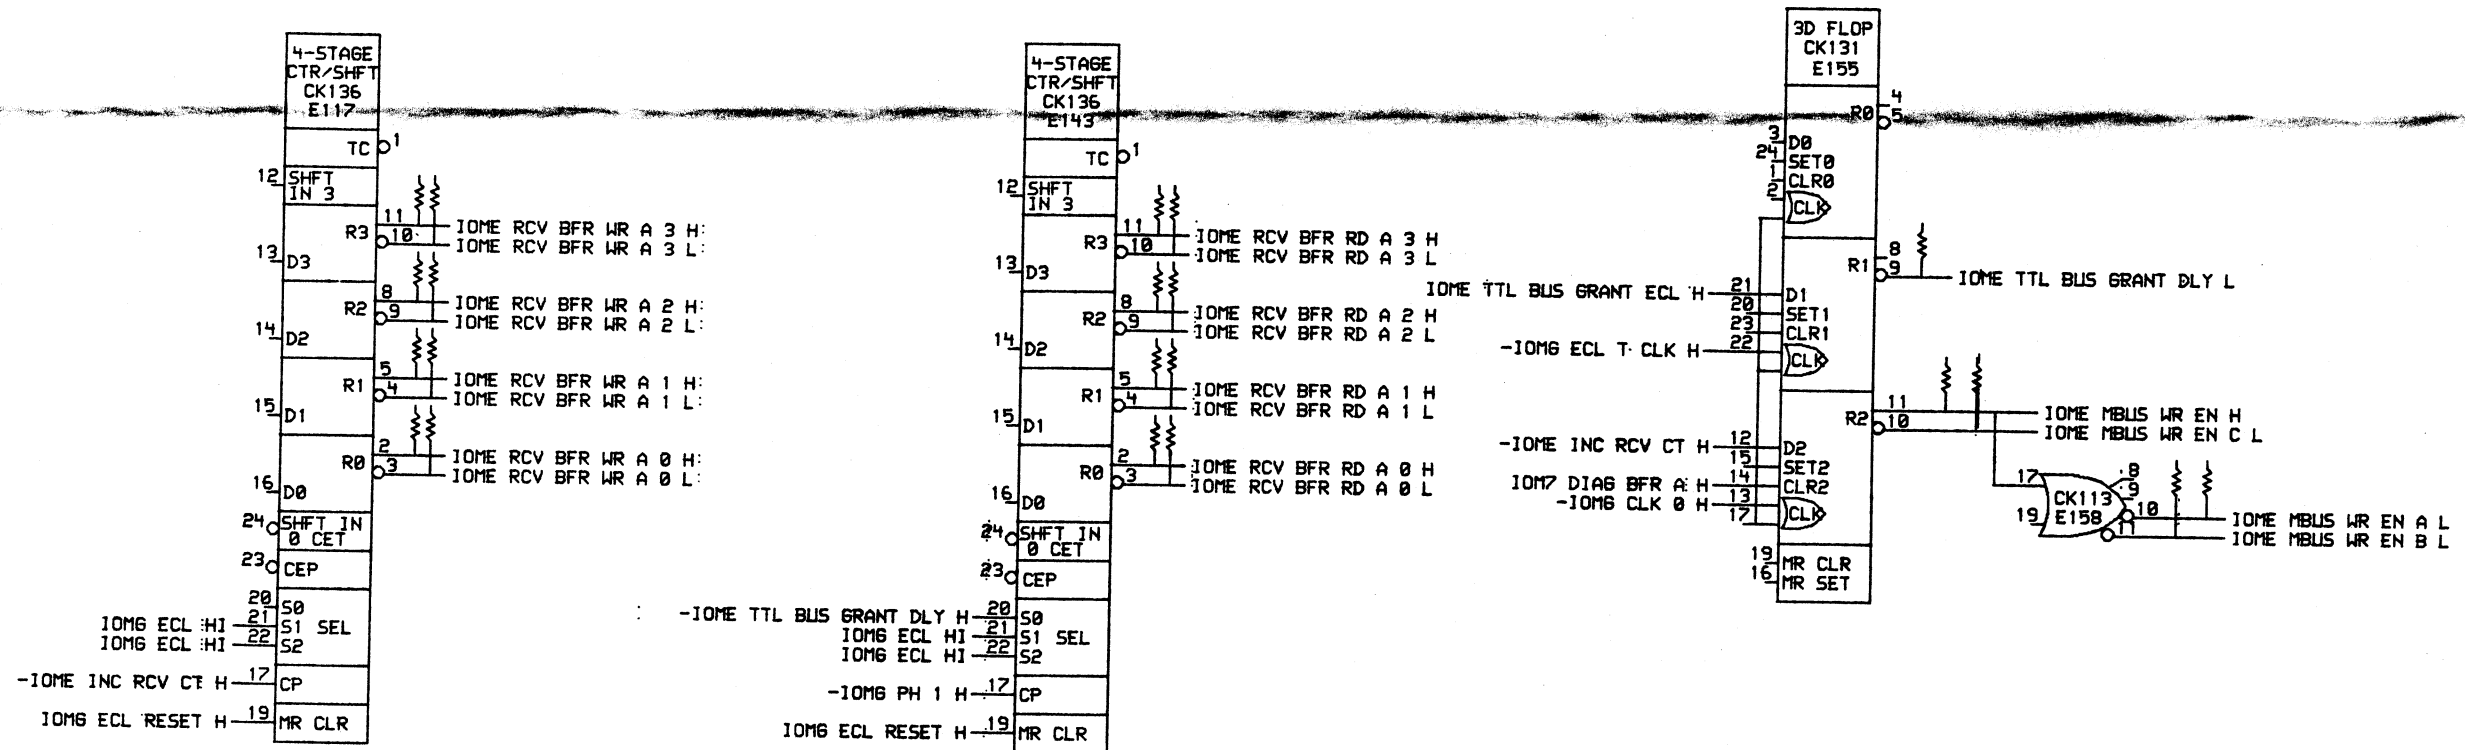 4-STAGE
CTR/SHFT
CK136
E117
TC
1
12
SHFT
IN 3
R3
11
IOME RCV BFR WR A 3 H
10
IOME RCV BFR WR A 3 L
13
D3
R2
8
IOME RCV BFR WR A 2 H
9
IOME RCV BFR WR A 2 L
14
D2
R1
5
IOME RCV BFR WR A 1 H
4
IOME RCV BFR WR A 1 L
15
D1
R0
2
IOME RCV BFR WR A 0 H
3
IOME RCV BFR WR A 0 L
16
D0
24
SHFT IN
0 CET
23
CEP
20
S0
IOM6 ECL HI
21
S1 SEL
IOM6 ECL HI
22
S2
-IOME INC RCV CT H
17
CP
IOM6 ECL RESET H
19
MR CLR
4-STAGE
CTR/SHFT
CK136
E143
TC
1
12
SHFT
IN 3
R3
11
IOME RCV BFR RD A 3 H
10
IOME RCV BFR RD A 3 L
13
D3
R2
8
IOME RCV BFR RD A 2 H
9
IOME RCV BFR RD A 2 L
14
D2
R1
5
IOME RCV BFR RD A 1 H
4
IOME RCV BFR RD A 1 L
15
D1
R0
2
IOME RCV BFR RD A 0 H
3
IOME RCV BFR RD A 0 L
16
D0
24
SHFT IN
0 CET
23
CEP
-IOME TTL BUS GRANT DLY H
20
S0
IOM6 ECL HI
21
S1 SEL
IOM6 ECL HI
22
S2
-IOM6 PH 1 H
17
CP
IOM6 ECL RESET H
19
MR CLR
3D FLOP
CK131
E155
R0
4
5
3
D0
24
SET0
1
CLR0
2
CLK
R1
8
9
IOME TTL BUS GRANT DLY L
IOME TTL BUS GRANT ECL H
21
D1
20
SET1
23
CLR1
-IOM6 ECL T CLK H
22
CLK
R2
11
IOME MBUS WR EN H
10
IOME MBUS WR EN C L
-IOME INC RCV CT H
12
D2
15
SET2
IOM7 DIAG BFR A H
14
CLR2
-IOM6 CLK 0 H
13
CLK
17
19
MR CLR
16
MR SET
17
CK113
E158
19
8
9
10
IOME MBUS WR EN A L
11
IOME MBUS WR EN B L